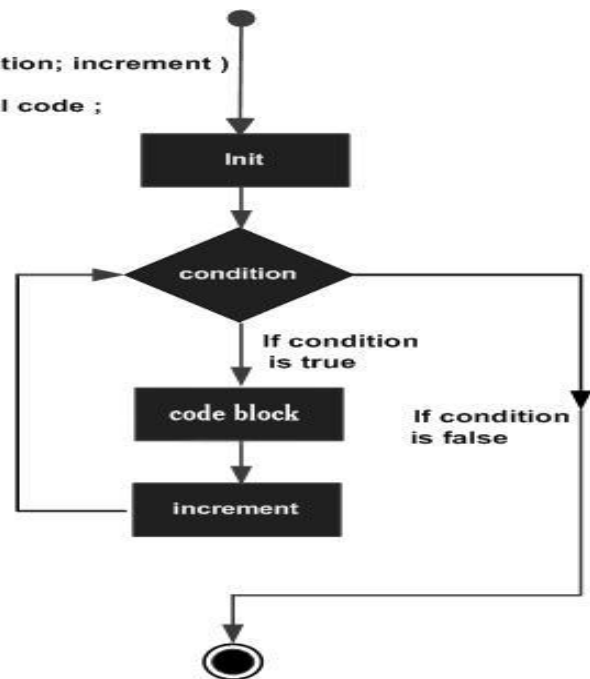 tion; increment )
l code ;
Init
condition
If condition
is true
code block
If condition
is false
increment